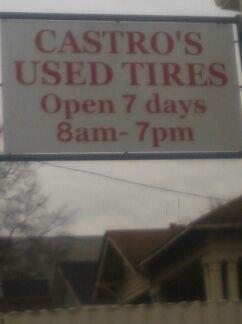 CASTRO'S
USED TIRES
Open 7 days
8am- 7pm